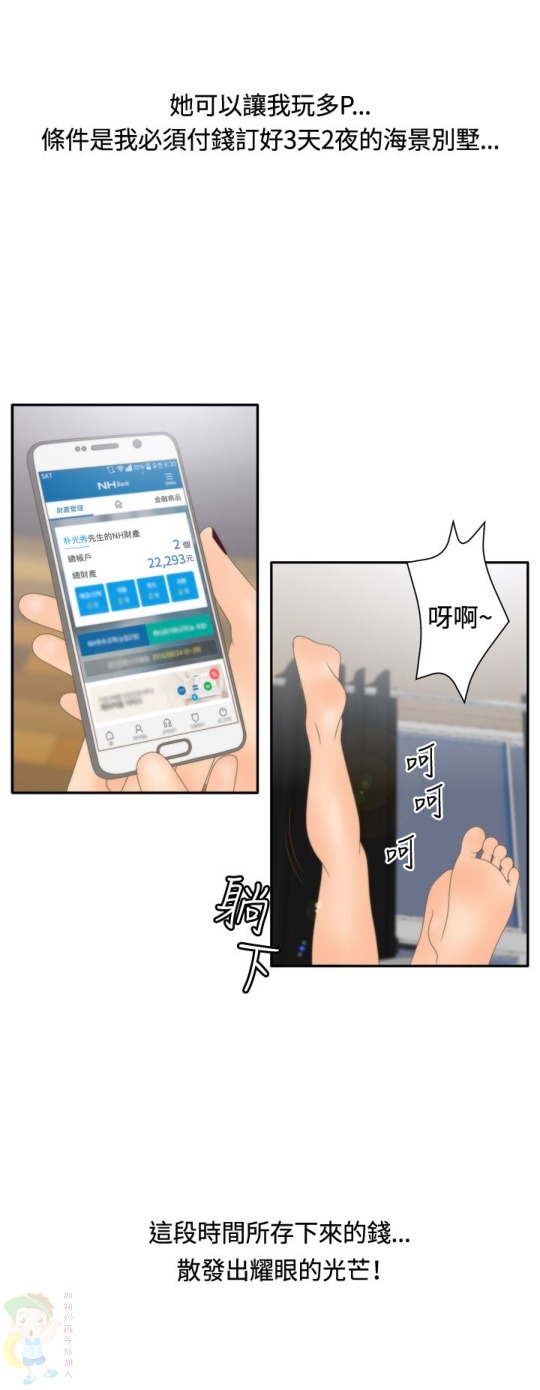 她可以讓我玩多P...
條件是我必須付錢訂好3天2夜的海景別墅...
SKT
NH Bank
財產管理
金融商品
朴光秀先生的NH財產
總帳戶 2個
總財產 22,293元
呀啊~
呵
呵
呵
躺
下
這段時間所存下來的錢...
散發出耀眼的光芒!